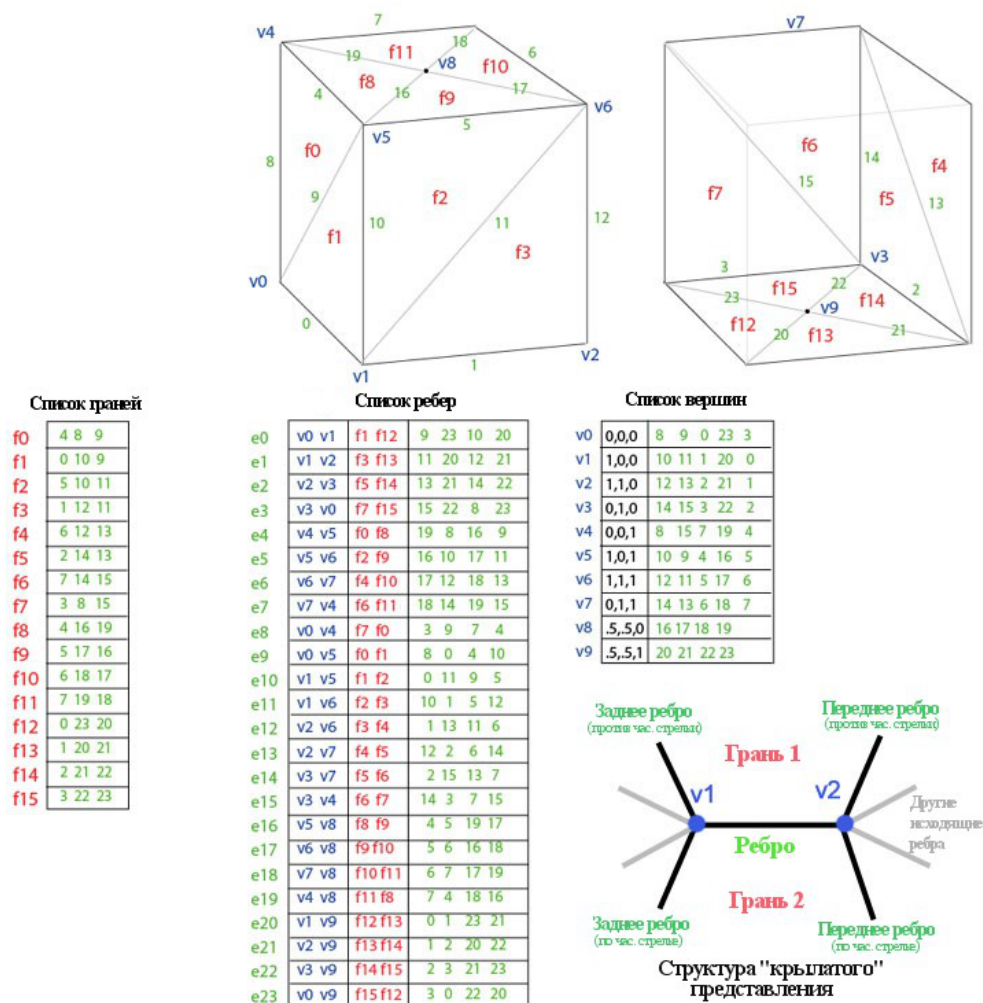 7
v4
18
f11
v8
6
19
f10
f8
4
16
f9
17
v6
v5
5
f0
8
f2
9
10
11
12
f1
f3
v0
0
v2
v1
1
v7
f6
14
f4
15
f5
13
f7
v3
3
22
2
23
f15
f14
v9
f12
20
f13
21
Список граней
f0 4 8 9
f1 0 10 9
f2 5 10 11
f3 1 12 11
f4 6 12 13
f5 2 14 13
f6 7 14 15
f7 3 8 15
f8 4 16 19
f9 5 17 16
f10 6 18 17
f11 7 19 18
f12 0 23 20
f13 1 20 21
f14 2 21 22
f15 3 22 23
Список ребер
e0 v0 v1 f1 f12 9 23 10 20
e1 v1 v2 f3 f13 11 20 12 21
e2 v2 v3 f5 f14 13 21 14 22
e3 v3 v0 f7 f15 15 22 8 23
e4 v4 v5 f0 f8 19 8 16 9
e5 v5 v6 f2 f9 16 10 17 11
e6 v6 v7 f4 f10 17 12 18 13
e7 v7 v4 f6 f11 18 14 19 15
e8 v0 v4 f7 f0 3 9 7 4
e9 v0 v5 f0 f1 8 0 4 10
e10 v1 v5 f1 f2 0 11 9 5
e11 v1 v6 f2 f3 10 1 5 12
e12 v2 v6 f3 f4 1 13 11 6
e13 v2 v7 f4 f5 12 2 6 14
e14 v3 v7 f5 f6 2 15 13 7
e15 v3 v4 f6 f7 14 3 7 15
e16 v5 v8 f8 f9 4 5 19 17
e17 v6 v8 f9 f10 5 6 16 18
e18 v7 v8 f10 f11 6 7 17 19
e19 v4 v8 f11 f8 7 4 18 16
e20 v1 v9 f12 f13 0 1 23 21
e21 v2 v9 f13 f14 1 2 20 22
e22 v3 v9 f14 f15 2 3 21 23
e23 v0 v9 f15 f12 3 0 22 20
Список вершин
v0 0,0,0 8 9 0 23 3
v1 1,0,0 10 11 1 20 0
v2 1,1,0 12 13 2 21 1
v3 0,1,0 14 15 3 22 2
v4 0,0,1 8 15 7 19 4
v5 1,0,1 10 9 4 16 5
v6 1,1,1 12 11 5 17 6
v7 0,1,1 14 13 6 18 7
v8 .5,.5,0 16 17 18 19
v9 .5,.5,1 20 21 22 23
Заднее ребро
(против час. стрелки)
Переднее ребро
(против час. стрелки)
Грань 1
v1
v2
Другие
исходящие
ребра
Ребро
Грань 2
Заднее ребро
(по час. стрелке)
Переднее ребро
(по час. стрелке)
Структура "крылатого"
представления